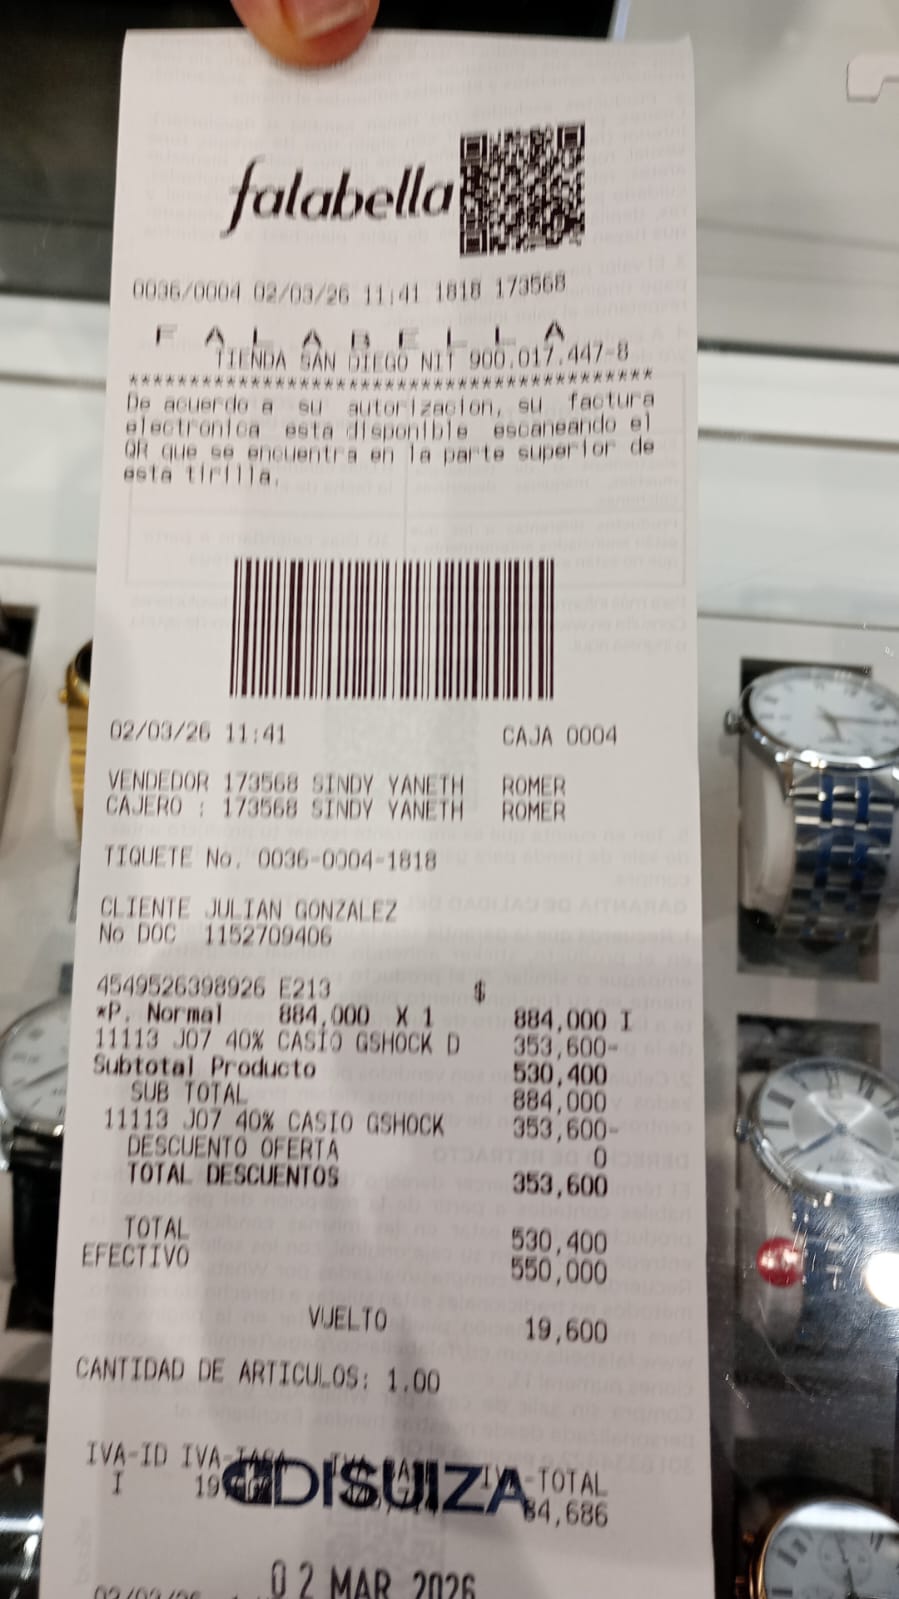 falabella
0036/0004 02/03/26 11:41 1818 173568
F A L A B E L L A
TIENDA SAN DIEGO NIT 900.017.447-8
******************************************
De acuerdo a su autorizacion, su factura
electronica esta disponible escaneando el
QR que se encuentra en la parte superior de
esta tirilla.
02/03/26 11:41 CAJA 0004
VENDEDOR 173568 SINDY YANETH ROMER
CAJERO : 173568 SINDY YANETH ROMER
TIQUETE No. 0036-0004-1818
CLIENTE JULIAN GONZALEZ
No DOC 1152709406
4549526398926 E213 $
*P. Normal 884,000 X 1 884,000 I
11113 J07 40% CASIO GSHOCK D 353,600-
Subtotal Producto 530,400
SUB TOTAL 884,000
11113 J07 40% CASIO GSHOCK 353,600-
DESCUENTO OFERTA 0
TOTAL DESCUENTOS 353,600
TOTAL 530,400
EFECTIVO 550,000
VUELTO 19,600
CANTIDAD DE ARTICULOS: 1.00
IVA-ID IVA-TASA IVA-TOTAL
I 19 84,686
DISUIZA
02 MAR 2026